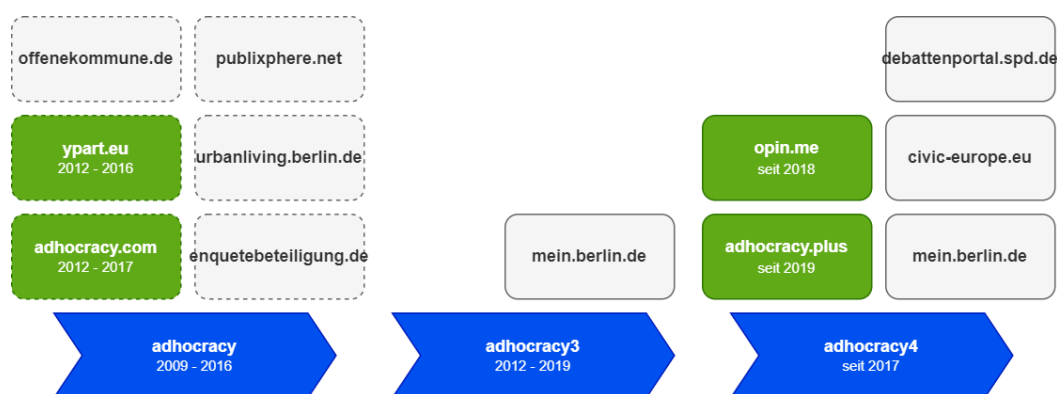 offenekommune.de
publixphere.net
debattenportal.spd.de
ypart.eu
2012 - 2016
urbanliving.berlin.de
opin.me
seit 2018
civic-europe.eu
adhocracy.com
2012 - 2017
enquetebeteiligung.de
mein.berlin.de
adhocracy.plus
seit 2019
mein.berlin.de
adhocracy
2009 - 2016
adhocracy3
2012 - 2019
adhocracy4
seit 2017